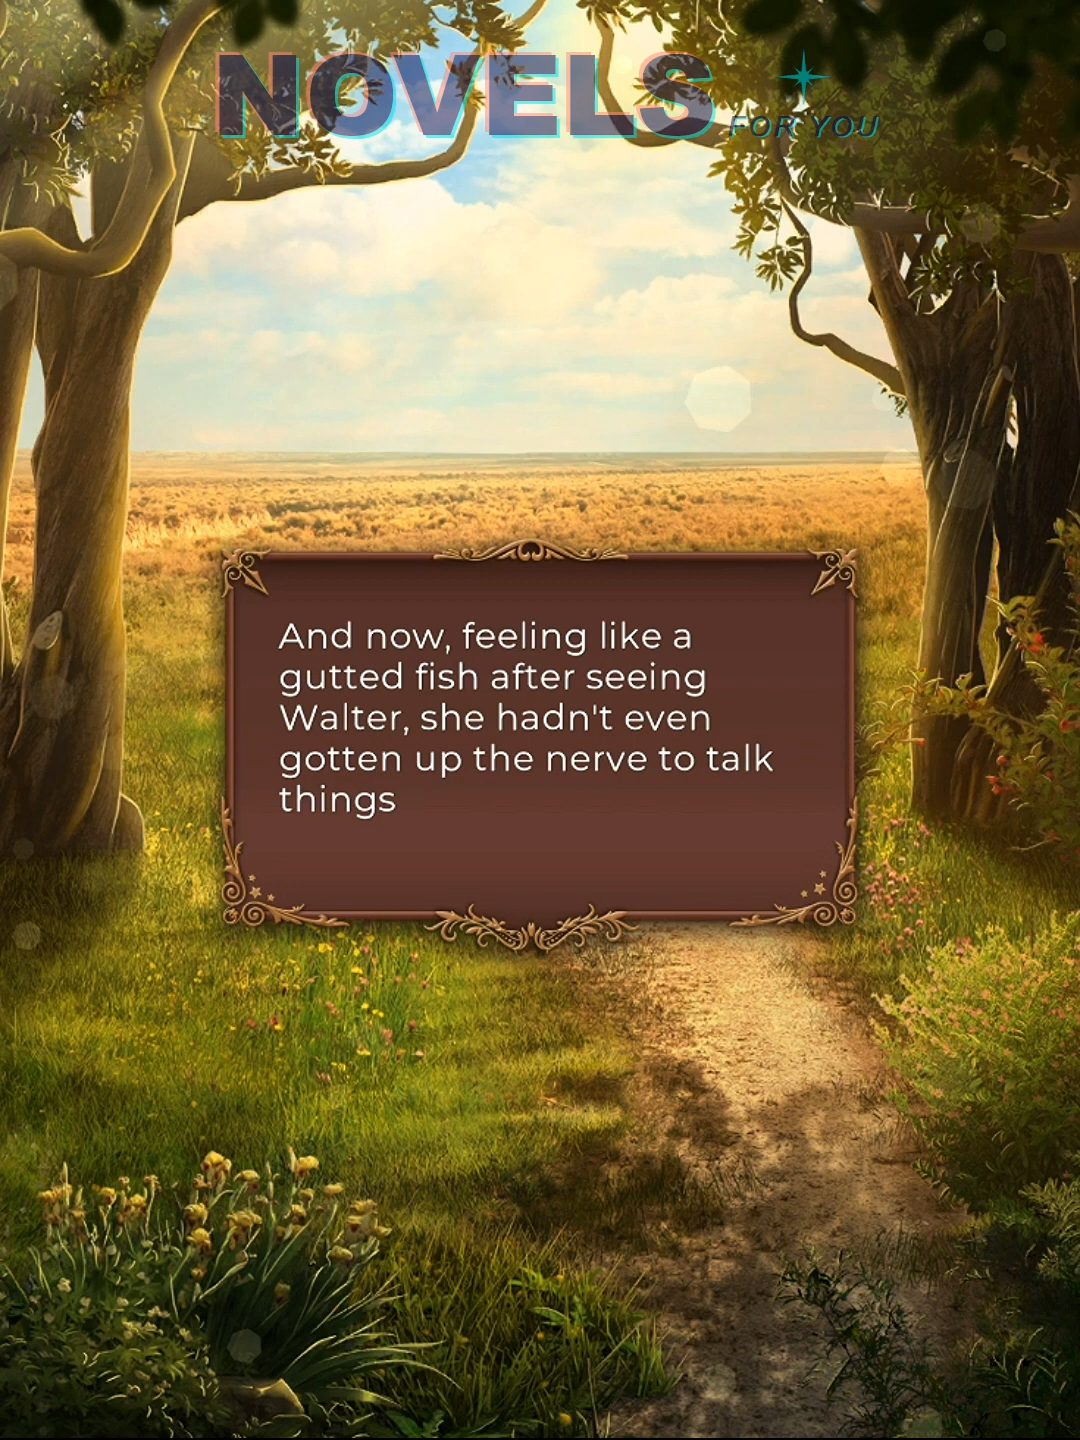 NOVELS
FOR YOU
And now, feeling like a
gutted fish after seeing
Walter, she hadn't even
gotten up the nerve to talk
things